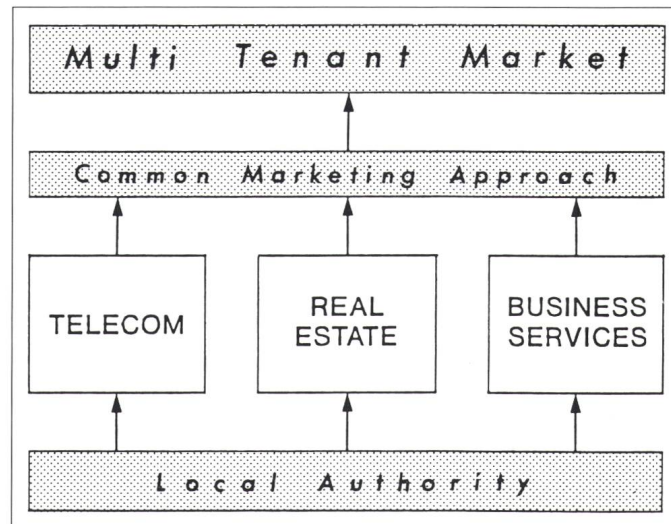 Multi Tenant Market
Common Marketing Approach
TELECOM
REAL
ESTATE
BUSINESS
SERVICES
Local Authority